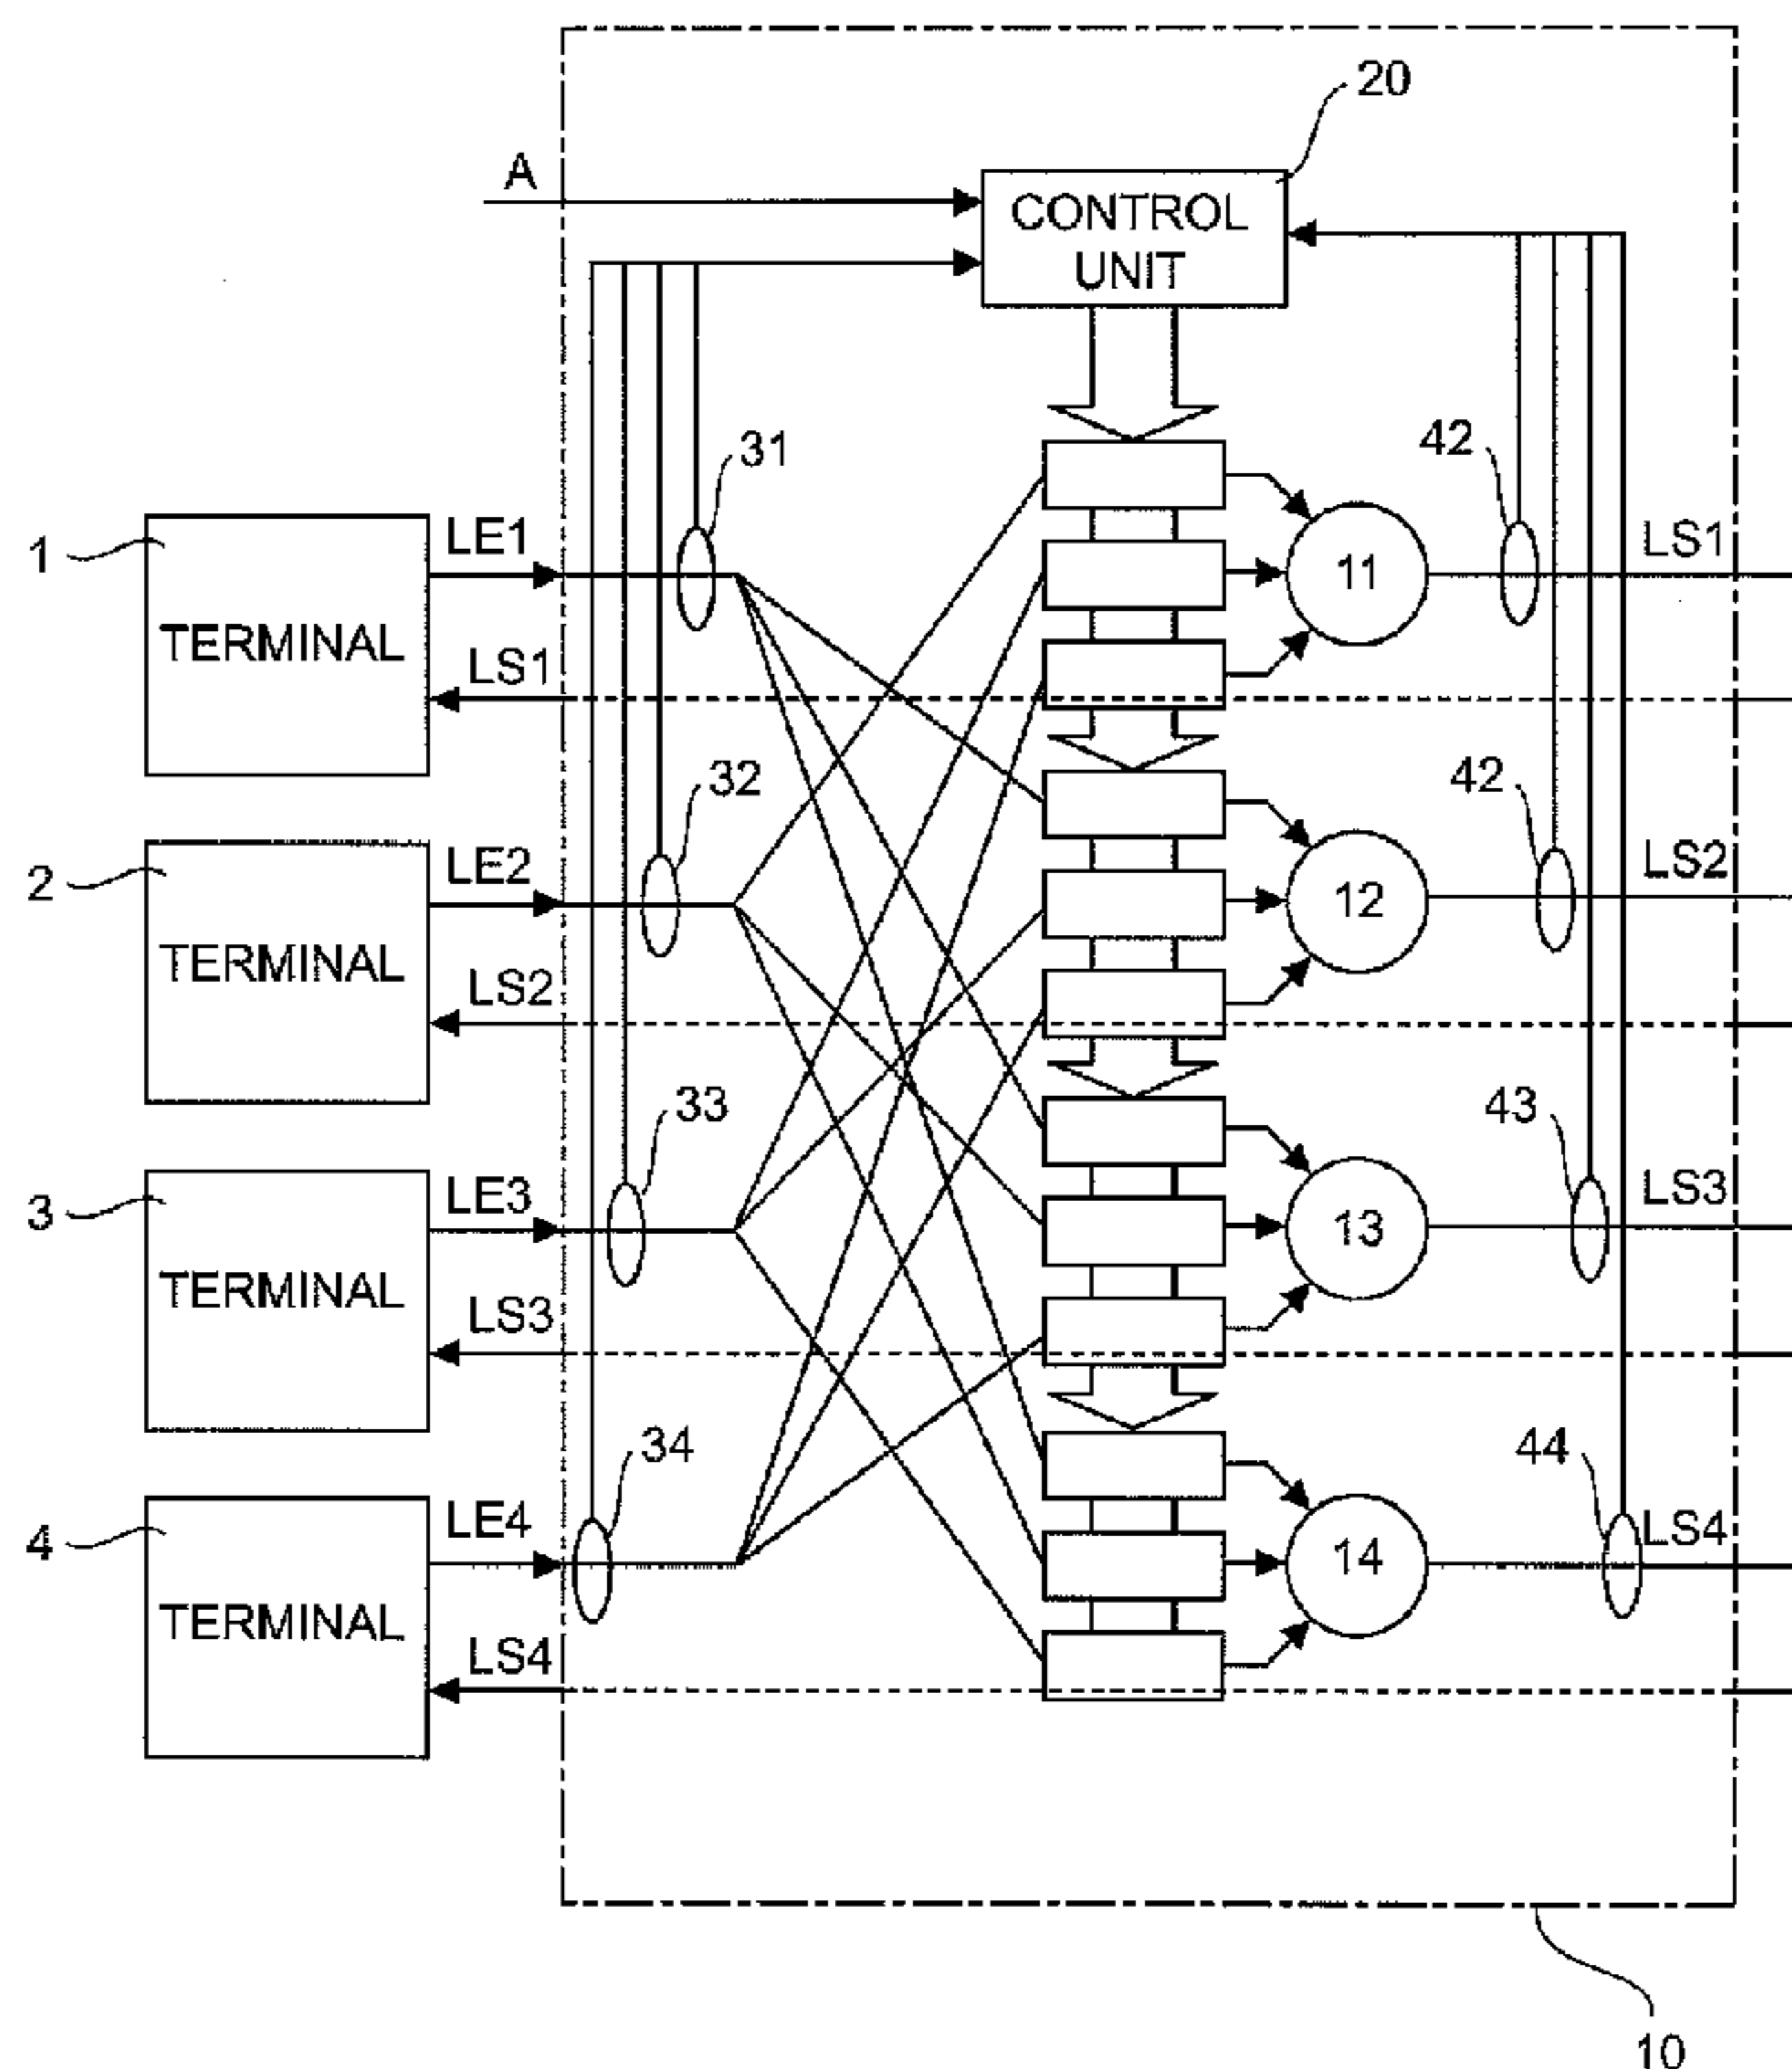 20
A
CONTROL
UNIT
31
42
1
LE1
11
LS1
TERMINAL
LS1
32
42
2
LE2
12
LS2
TERMINAL
LS2
33
43
3
LE3
13
LS3
TERMINAL
LS3
34
44
4
LE4
14
LS4
TERMINAL
LS4
10